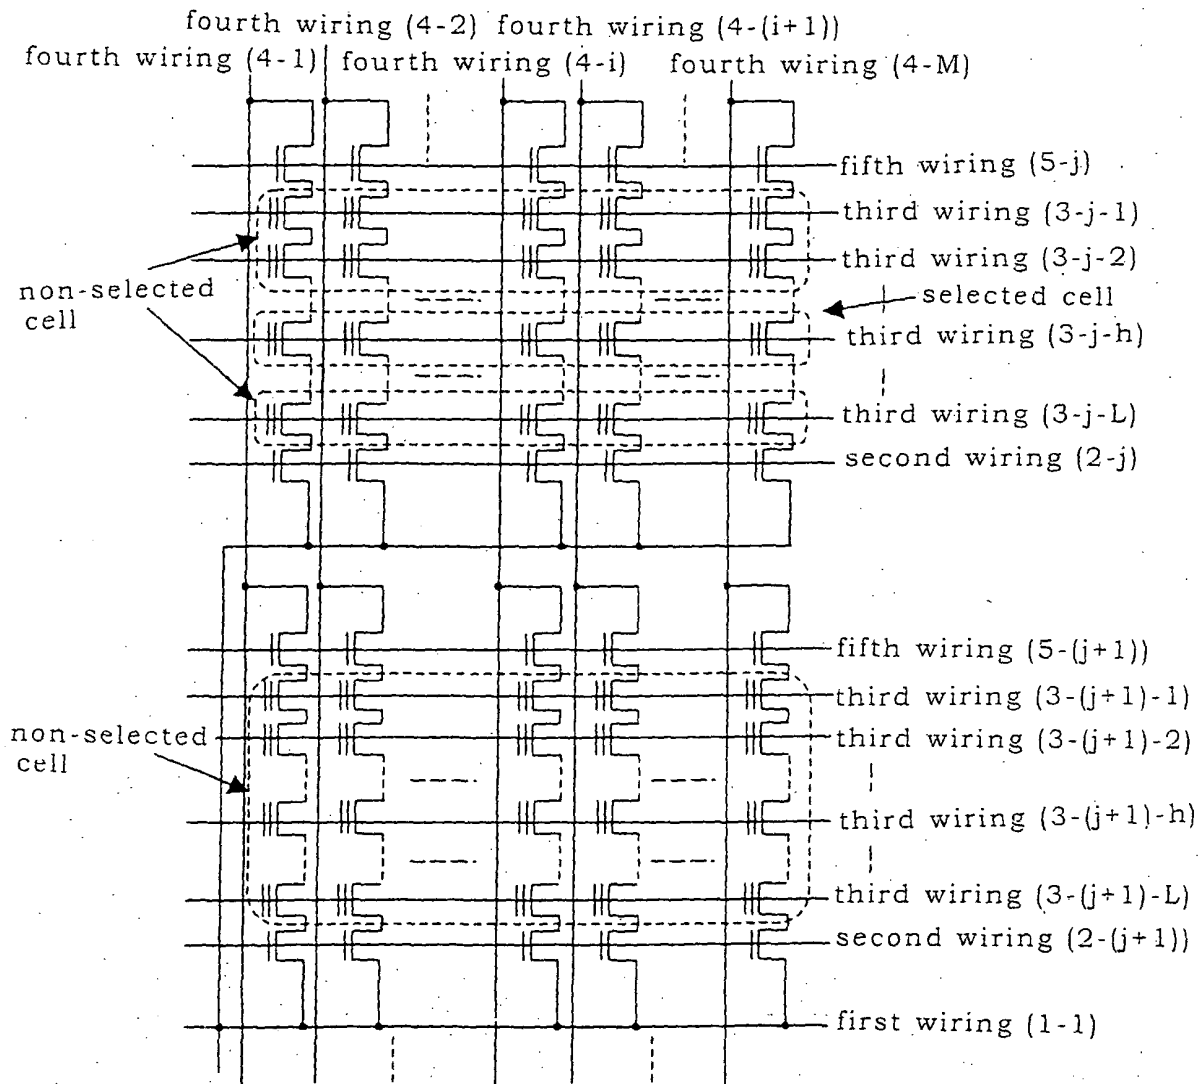 fourth wiring (4-2) fourth wiring (4-(i+1))
fourth wiring (4-1) fourth wiring (4-i) fourth wiring (4-M)
fifth wiring (5-j)
third wiring (3-j-1)
third wiring (3-j-2)
non-selected
cell
selected cell
third wiring (3-j-h)
third wiring (3-j-L)
second wiring (2-j)
fifth wiring (5-(j+1))
third wiring (3-(j+1)-1)
non-selected
cell
third wiring (3-(j+1)-2)
third wiring (3-(j+1)-h)
third wiring (3-(j+1)-L)
second wiring (2-(j+1))
first wiring (1-1)